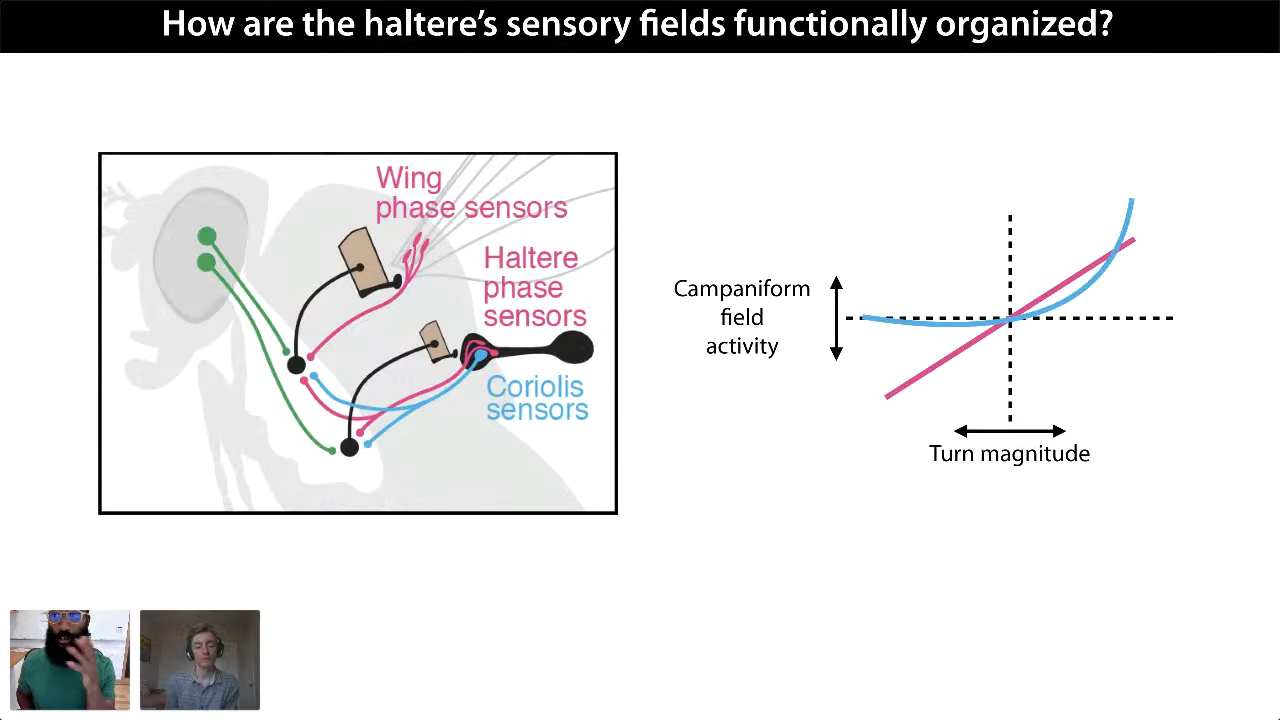 How are the haltere’s sensory fields functionally organized?
Wing
phase sensors
Haltere
phase
sensors
Coriolis
sensors
Campaniform
field
activity
Turn magnitude